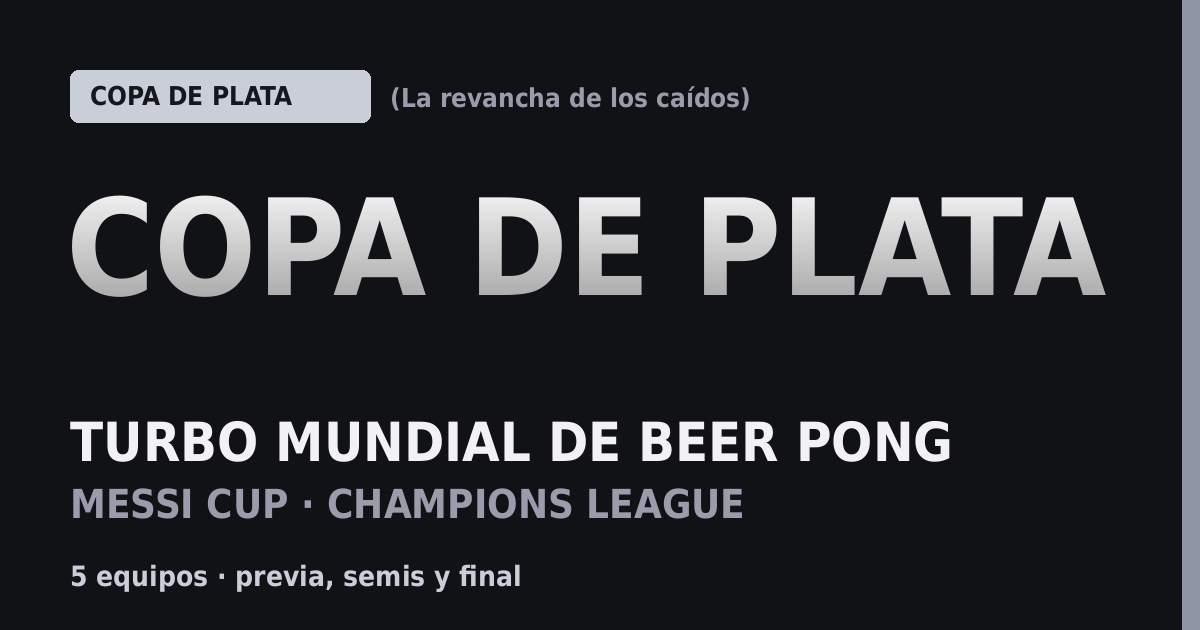 COPA DE PLATA (La revancha de los caídos)
COPA DE PLATA
TURBO MUNDIAL DE BEER PONG
MESSI CUP · CHAMPIONS LEAGUE
5 equipos · previa, semis y final